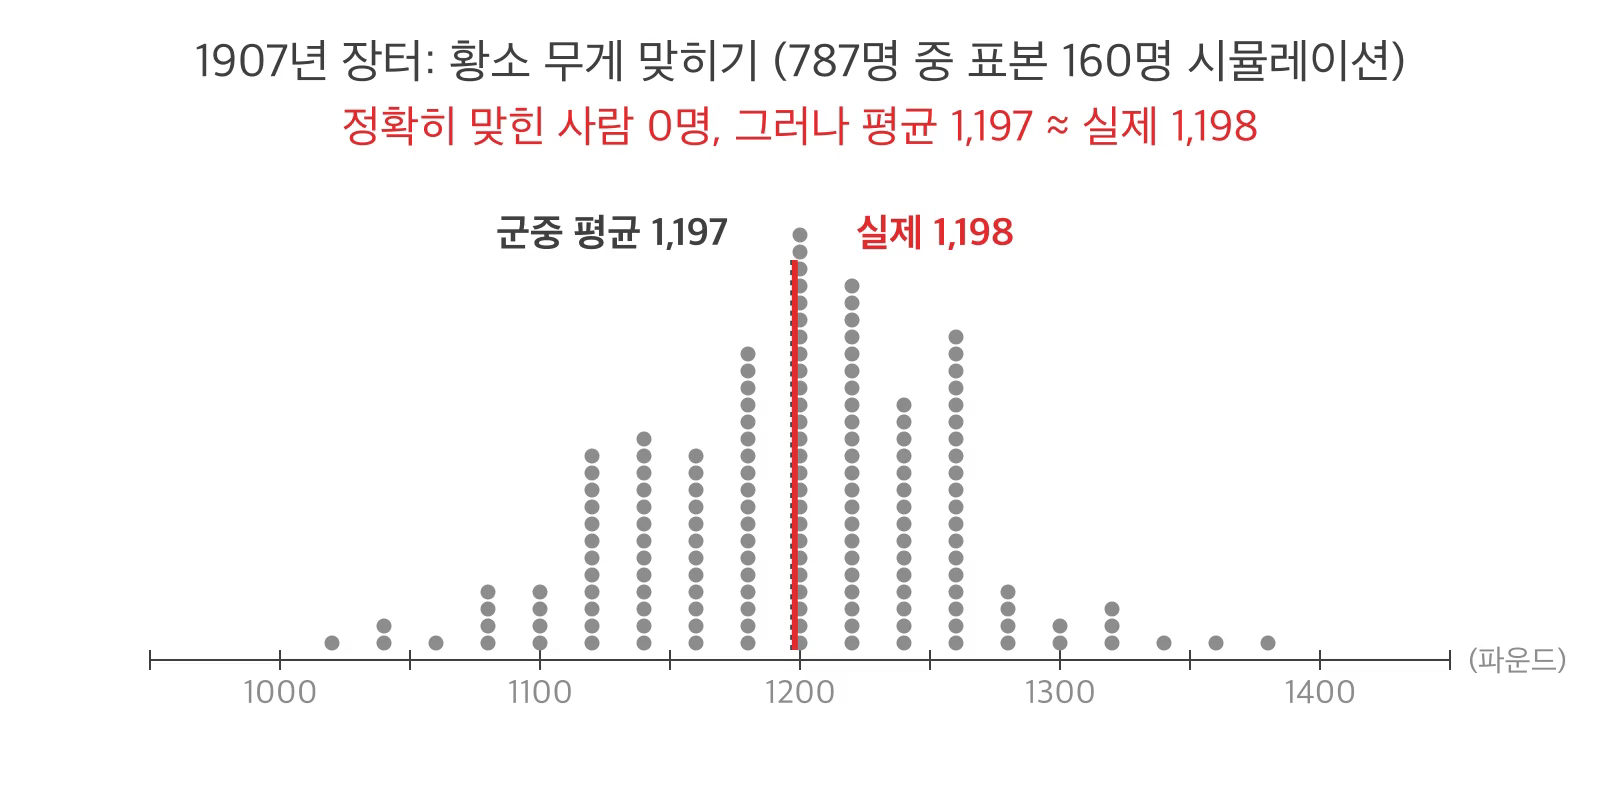 1907년 장터: 황소 무게 맞히기 (787명 중 표본 160명 시뮬레이션)
정확히 맞힌 사람 0명, 그러나 평균 1,197 ≈ 실제 1,198
군중 평균 1,197
실제 1,198
(파운드)
1000 1100 1200 1300 1400